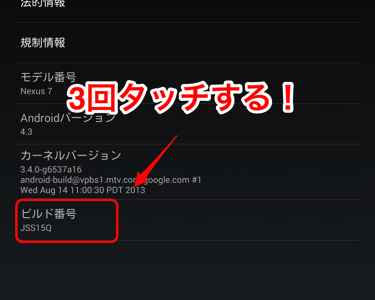 法的情報
規制情報
モデル番号
Nexus 7
3回タッチする！
Androidバージョン
4.3
カーネルバージョン
3.4.0-g6537a16
android-build@vpbs1.mtv.corp.google.com #1
Wed Aug 14 11:00:30 PDT 2013
ビルド番号
JSS15Q